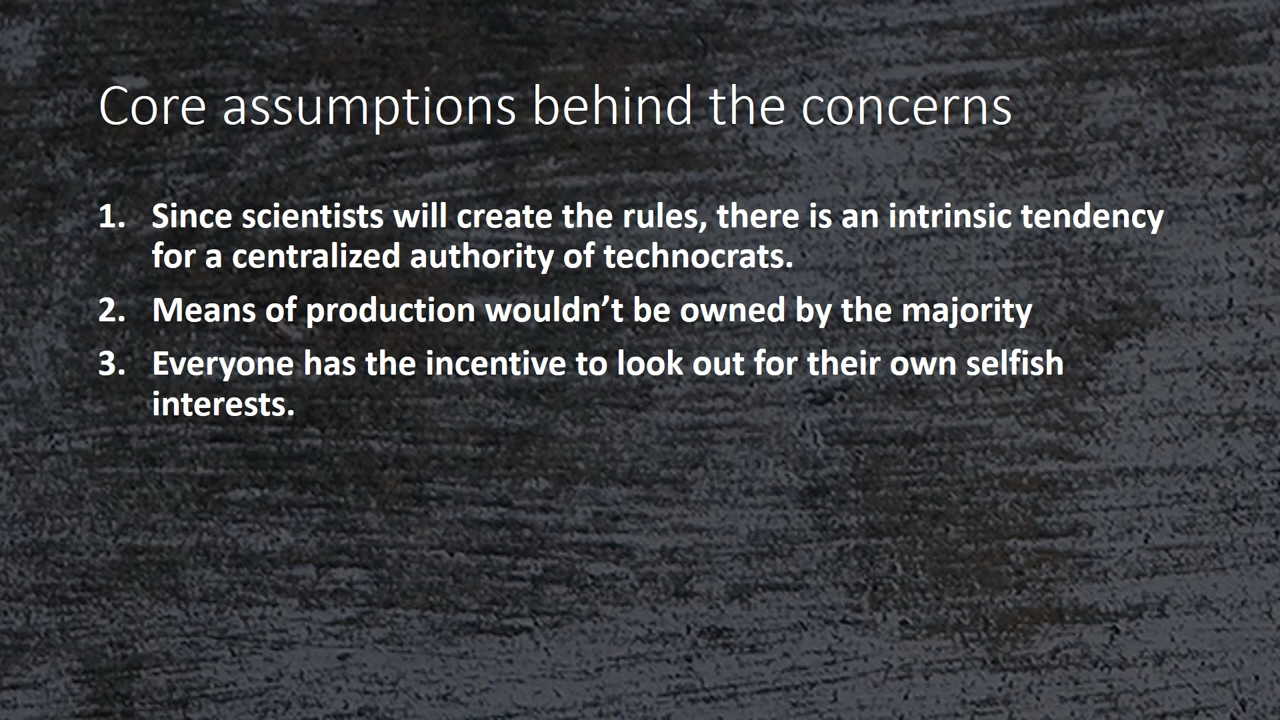 Core assumptions behind the concerns
1. Since scientists will create the rules, there is an intrinsic tendency
for a centralized authority of technocrats.
2. Means of production wouldn’t be owned by the majority
3. Everyone has the incentive to look out for their own selfish
interests.